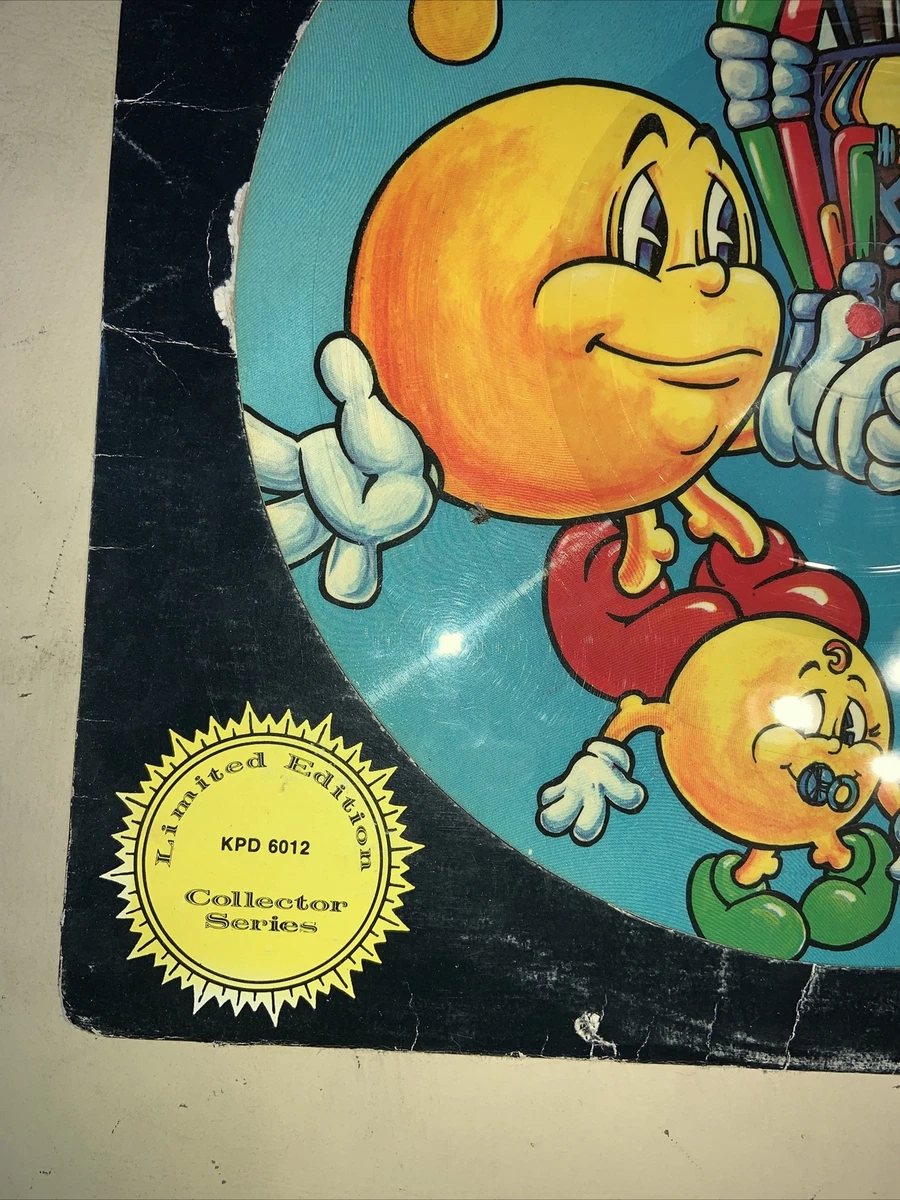 Limited Edition
KPD 6012
Collector
Series